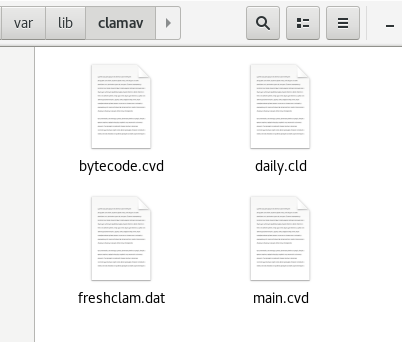 var lib clamav
bytecode.cvd daily.cld
freshclam.dat main.cvd